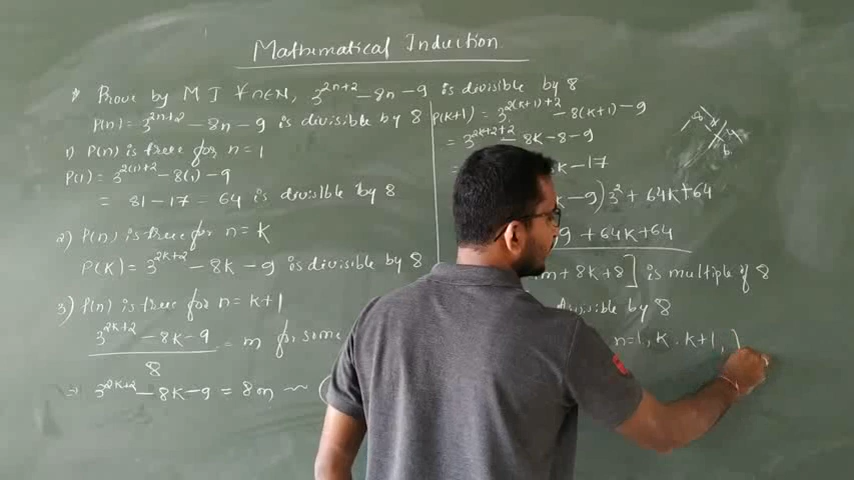 Mathematical Induction
Prove by M I ∀n∈N, 3^{2n+2} - 8n - 9 is divisible by 8
P(n) = 3^{2n+2} - 8n - 9 is divisible by 8
1) P(n) is true for n = 1
P(1) = 3^{2(1)+2} - 8(1) - 9
= 81 - 17 = 64 is divisible by 8
2) P(n) is true for n = K
P(K) = 3^{2K+2} - 8K - 9 is divisible by 8
3) P(n) is true for n = K+1
3^{2K+2} - 8K - 9
8
= m for some
⇒ 3^{2K+2} - 8K - 9 = 8m ~~ (
P(K+1) = 3^{2(K+1)+2} - 8(K+1) - 9
= 3^{2K+2+2} - 8K - 8 - 9
= K - 17
K - 9) 3^2 + 64K + 64
9 + 64K + 64
m + 8K + 8] is multiple of 8
divisible by 8
n=1, K . K+1,
a
b